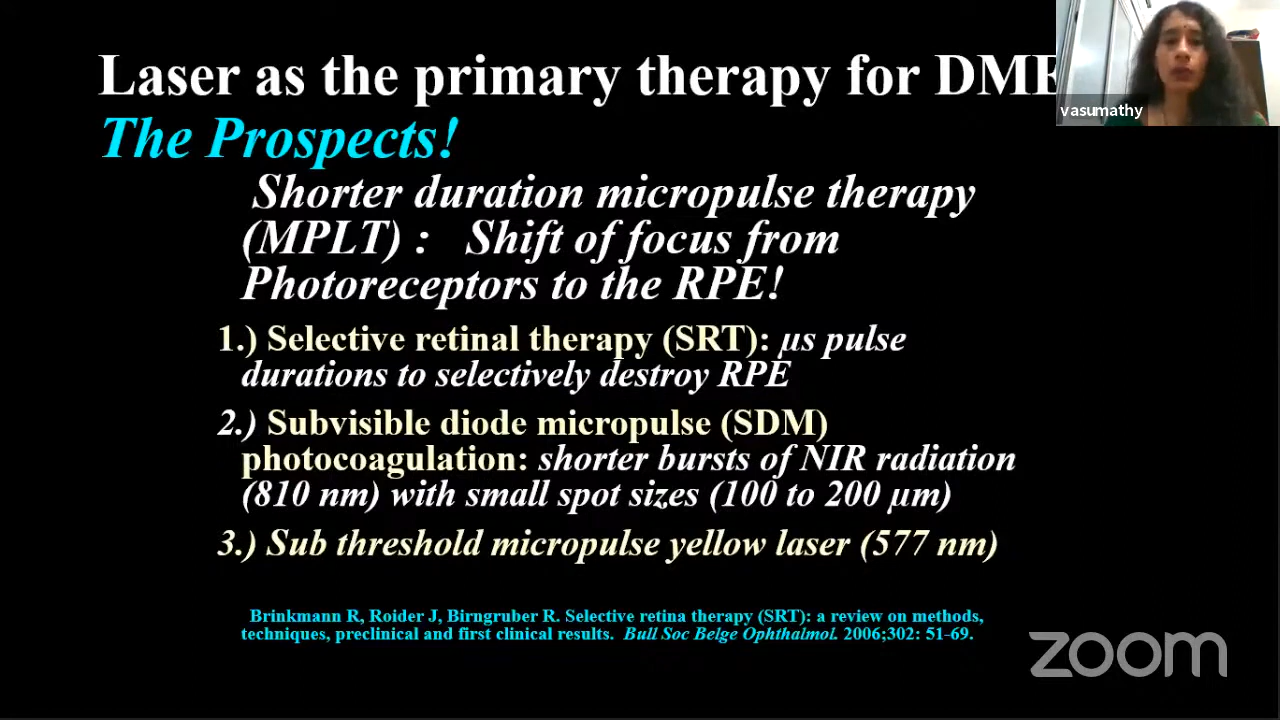 Laser as the primary therapy for DME
The Prospects!
Shorter duration micropulse therapy
(MPLT) : Shift of focus from
Photoreceptors to the RPE!
1.) Selective retinal therapy (SRT): µs pulse
durations to selectively destroy RPE
2.) Subvisible diode micropulse (SDM)
photocoagulation: shorter bursts of NIR radiation
(810 nm) with small spot sizes (100 to 200 µm)
3.) Sub threshold micropulse yellow laser (577 nm)
Brinkmann R, Roider J, Birngruber R. Selective retina therapy (SRT): a review on methods,
techniques, preclinical and first clinical results. Bull Soc Belge Ophthalmol. 2006;302: 51-69.
vasumathy
zoom